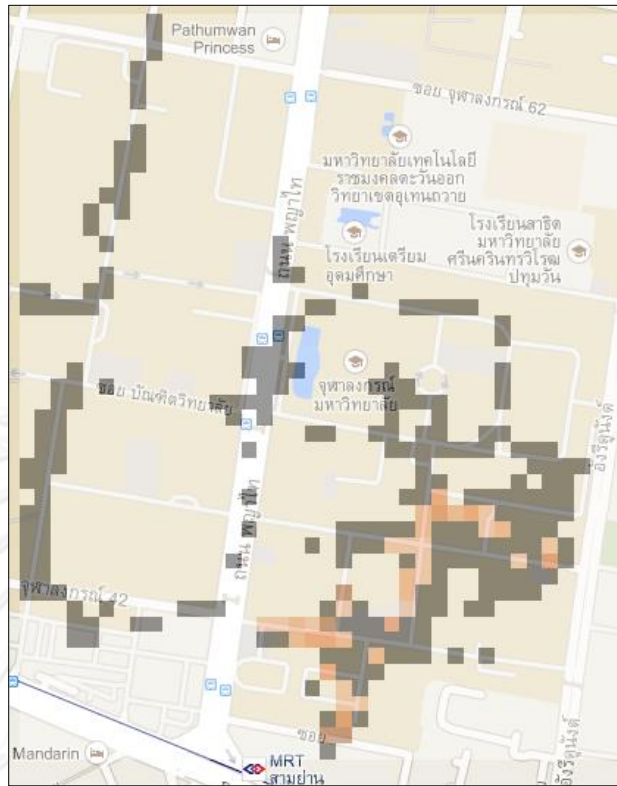 Pathumwan
Princess
ซอย จุฬาลงกรณ์ 62
มหาวิทยาลัยเทคโนโลยี
ราชมงคลตะวันออก
วิทยาเขตอุเทนถวาย
ถนน พญาไท
โรงเรียนเตรียม
อุดมศึกษา
โรงเรียนสาธิต
มหาวิทยาลัย
ศรีนครินทรวิโรฒ
ปทุมวัน
จุฬาลงกรณ์
มหาวิทยาลัย
ซอย บัณฑิตวิทยาลัย
อังรีดูนังต์
ถนน พญาไท
จุฬาลงกรณ์ 42
อังรีดูนังต์
ซอย
Mandarin
MRT
สามย่าน